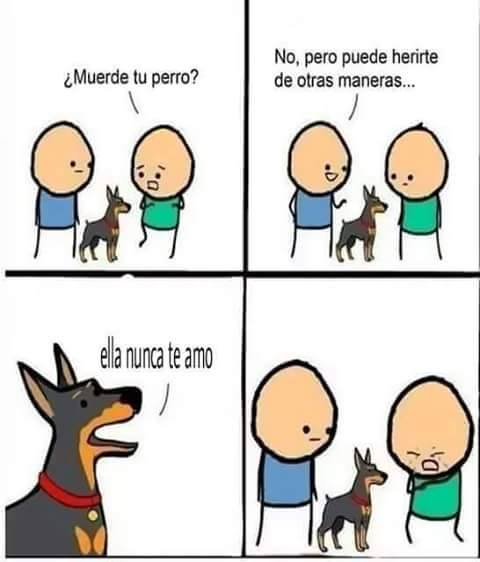 ¿Muerde tu perro?
No, pero puede herirte
de otras maneras...
ella nunca te amo